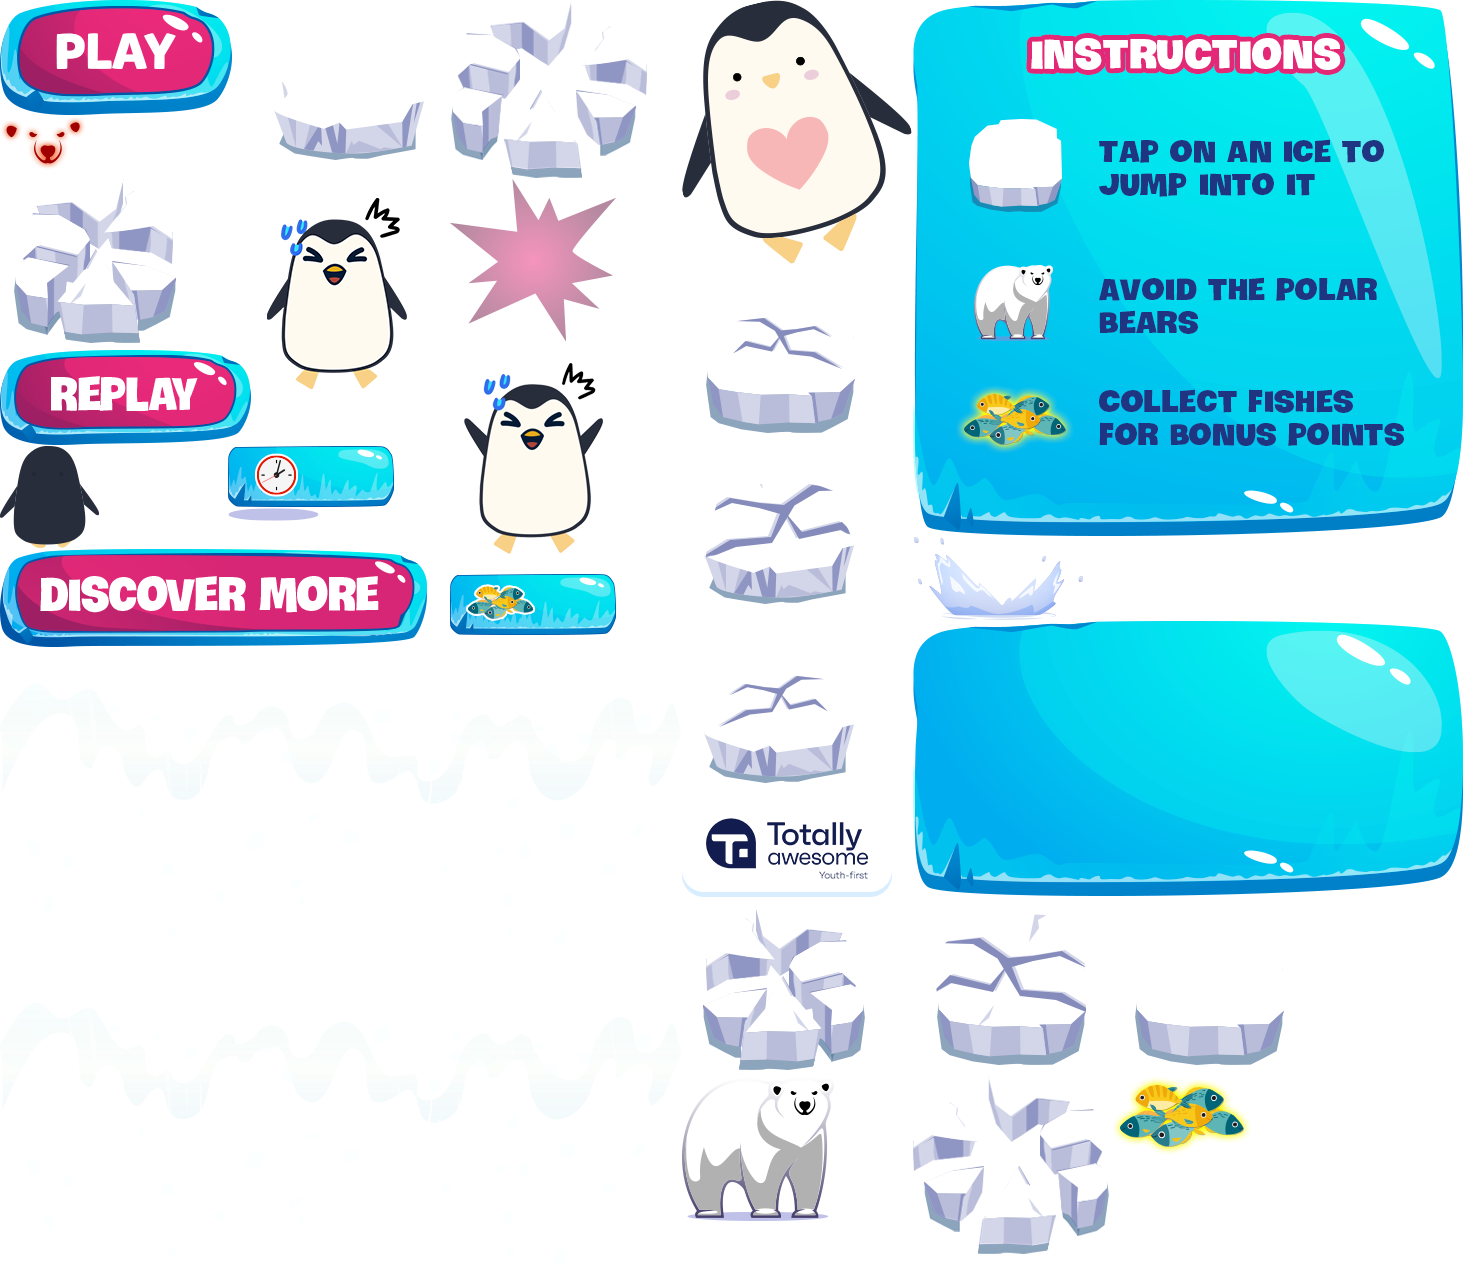 PLAY
REPLAY
DISCOVER MORE
INSTRUCTIONS
TAP ON AN ICE TO
JUMP INTO IT
AVOID THE POLAR
BEARS
COLLECT FISHES
FOR BONUS POINTS
Totally
awesome
Youth-first